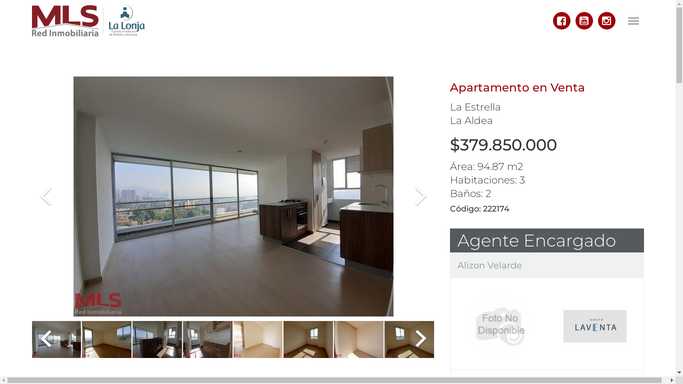 MLS
Red Inmobiliaria
La Lonja
Apartamento en Venta
La Estrella
La Aldea
$379.850.000
Área: 94.87 m2
Habitaciones: 3
Baños: 2
Código: 222174
Agente Encargado
Alizon Velarde
Foto No
Disponible
LAVENTA
MLS
Red Inmobiliaria